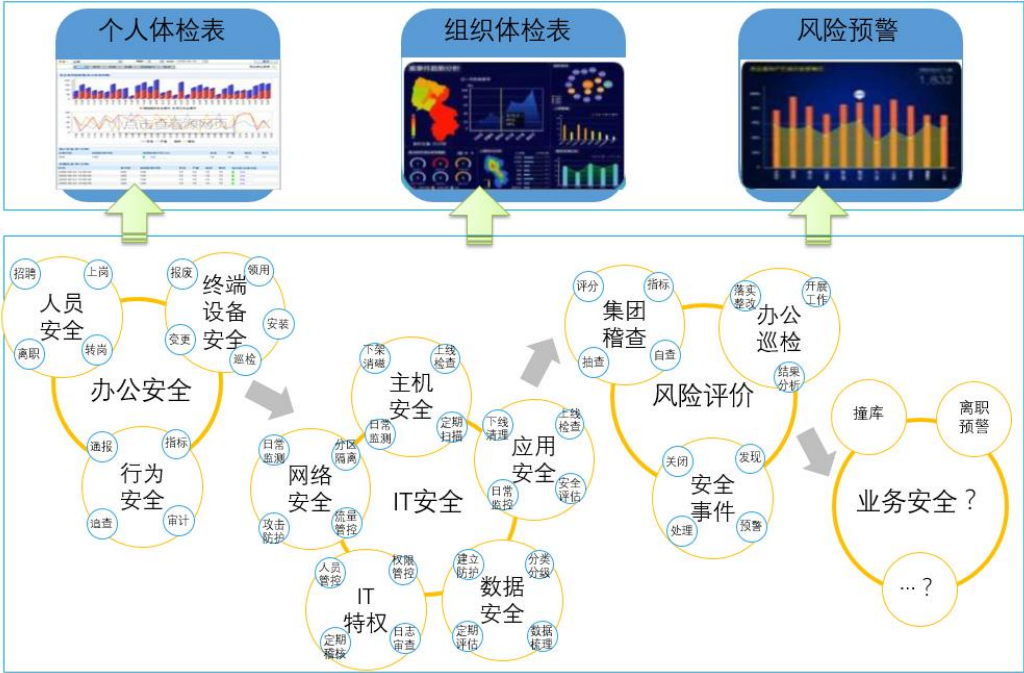 个人体检表
组织体检表
风险预警
点击查看源网页
1,832
招聘
上岗
人员
安全
离职
转岗
报废
领用
终端
设备
安全
安装
变更
巡检
办公安全
通报
指标
行为
安全
追查
审计
下架
消磁
上线
检查
主机
安全
日常
监测
定期
扫描
日常
监测
分区
隔离
网络
安全
攻击
防护
流量
管控
IT安全
下线
清理
上线
检查
应用
安全
日常
监控
安全
评估
人员
管控
权限
管控
IT
特权
定期
稽核
日志
审查
建立
防护
分类
分级
数据
安全
定期
评估
数据
梳理
评分
指标
集团
稽查
抽查
自查
落实
整改
开展
工作
办公
巡检
结果
分析
风险评价
关闭
发现
安全
事件
处理
预警
撞库
离职
预警
业务安全？
…？